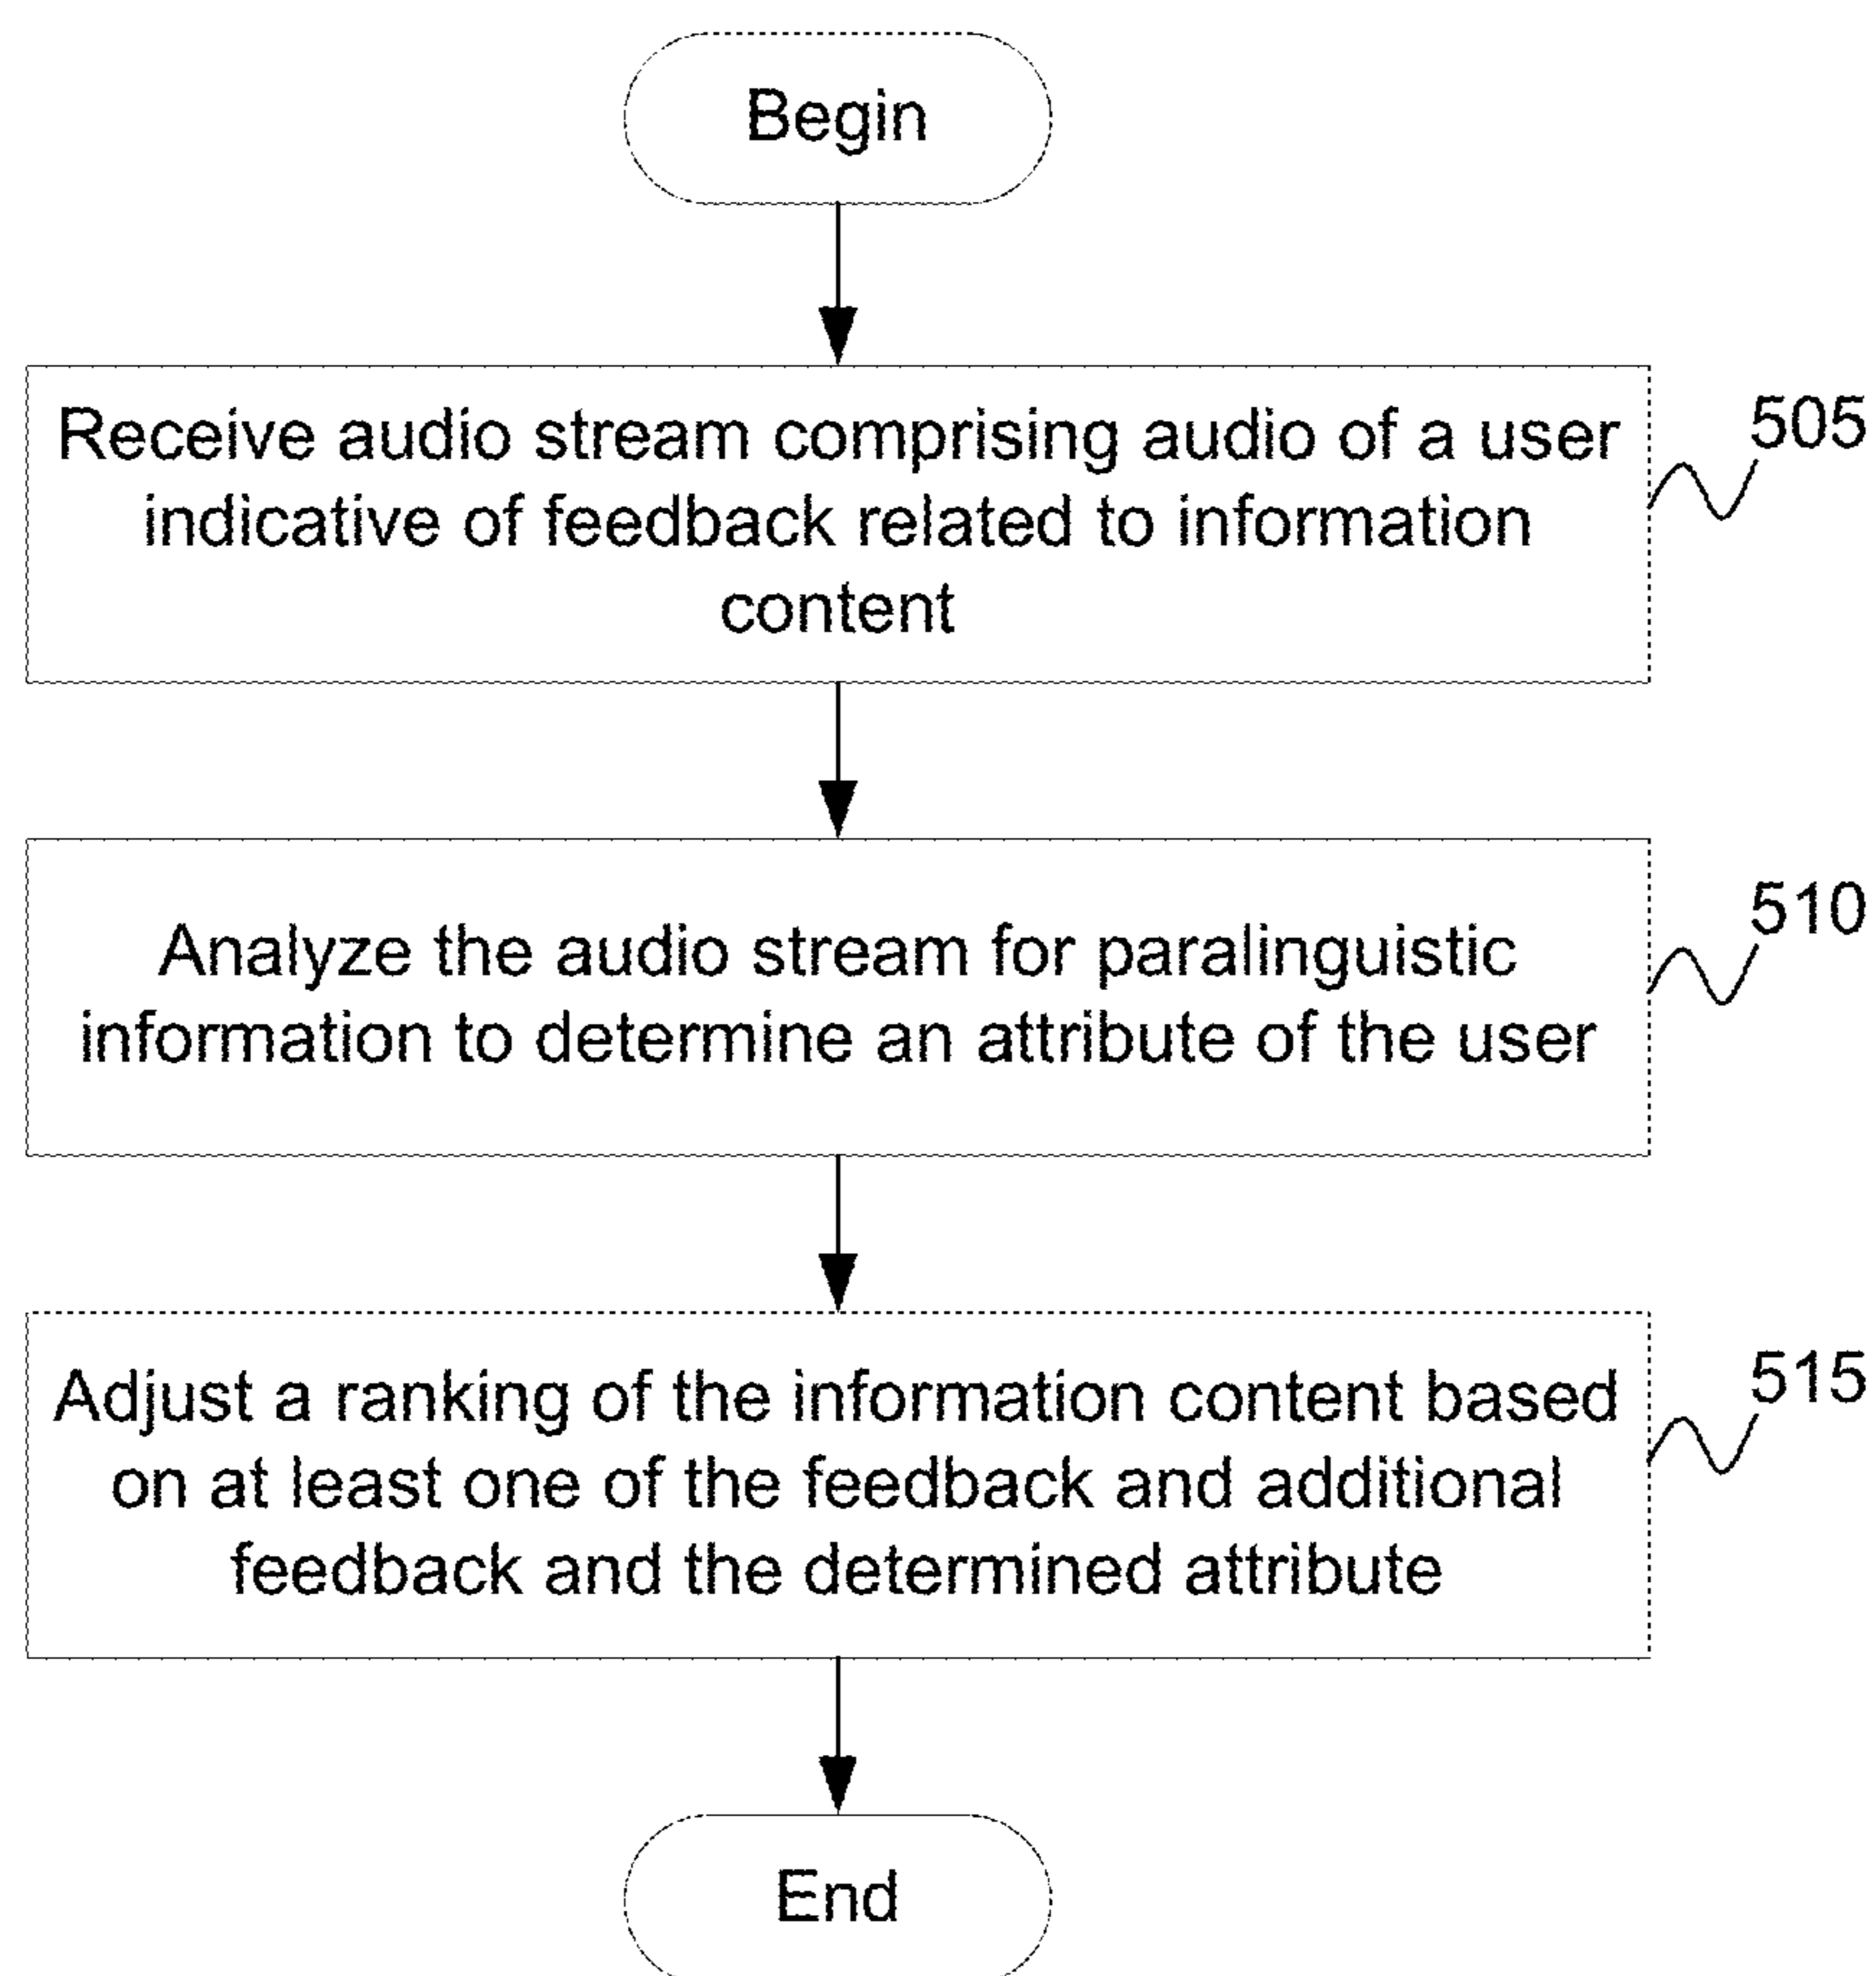 Begin
Receive audio stream comprising audio of a user
indicative of feedback related to information
content
505
Analyze the audio stream for paralinguistic
information to determine an attribute of the user
510
Adjust a ranking of the information content based
on at least one of the feedback and additional
feedback and the determined attribute
515
End